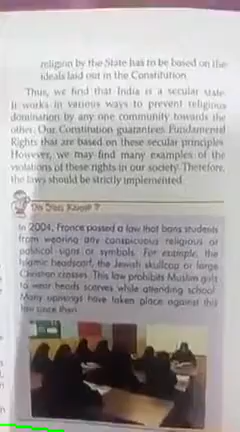 religion by the State has to be based on the
ideals laid out in the Constitution.
Thus, we find that India is a secular state.
It works in various ways to prevent religious
domination by any one community towards the
other. Our Constitution guarantees Fundamental
Rights that are based on these secular principles.
However, we may find many examples of the
violations of these rights in our society. Therefore,
the laws should be strictly implemented.
Do You Know ?
In 2004, France passed a law that bans students
from wearing any conspicuous religious or
political signs or symbols. For example, the
Islamic headscarf, the Jewish skullcap or large
Christian crosses. This law prohibits Muslim girls
to wear heads scarves while attending school.
Many uprisings have taken place against this
law since then.